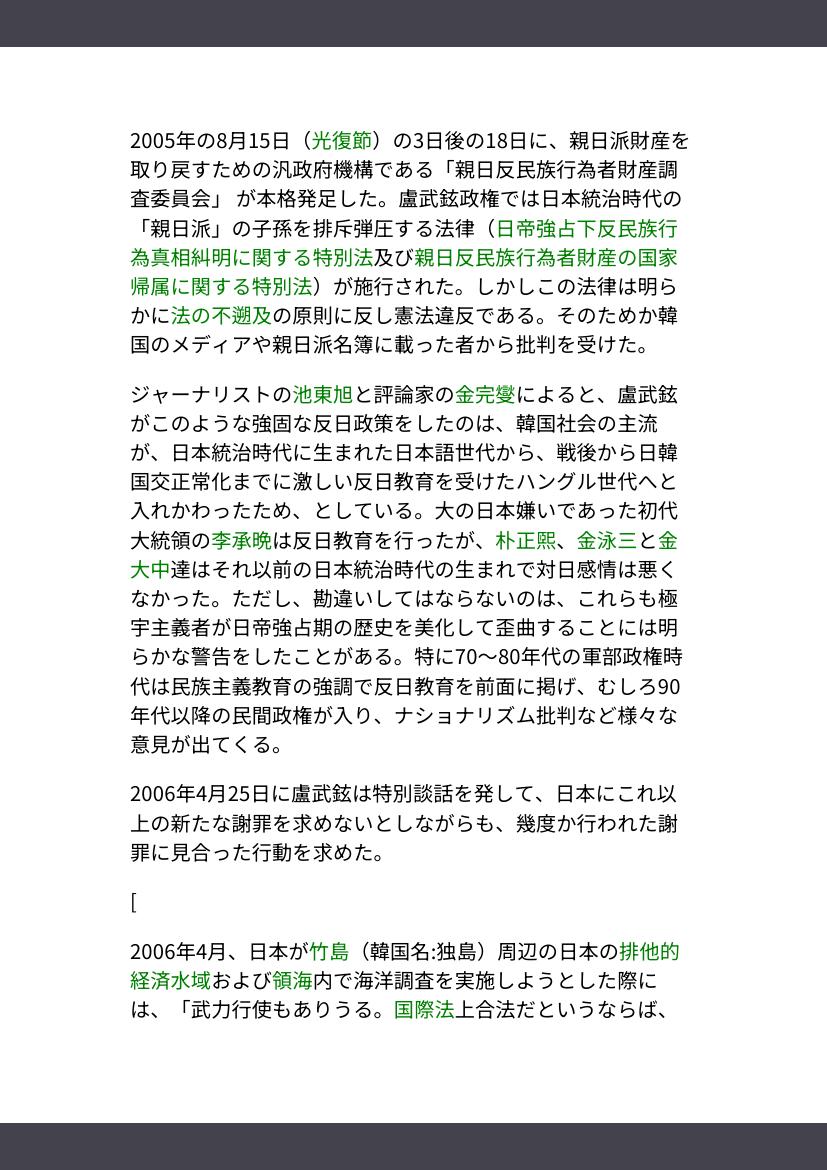 2005年の8月15日（光復節）の3日後の18日に、親日派財産を
取り戻すための汎政府機構である「親日反民族行為者財産調
査委員会」 が本格発足した。盧武鉉政権では日本統治時代の
「親日派」の子孫を排斥弾圧する法律（日帝強占下反民族行
為真相糾明に関する特別法及び親日反民族行為者財産の国家
帰属に関する特別法）が施行された。しかしこの法律は明ら
かに法の不遡及の原則に反し憲法違反である。そのためか韓
国のメディアや親日派名簿に載った者から批判を受けた。
ジャーナリストの池東旭と評論家の金完燮によると、盧武鉉
がこのような強固な反日政策をしたのは、韓国社会の主流
が、日本統治時代に生まれた日本語世代から、戦後から日韓
国交正常化までに激しい反日教育を受けたハングル世代へと
入れかわったため、としている。大の日本嫌いであった初代
大統領の李承晩は反日教育を行ったが、朴正熙、金泳三と金
大中達はそれ以前の日本統治時代の生まれで対日感情は悪く
なかった。ただし、勘違いしてはならないのは、これらも極
宇主義者が日帝強占期の歴史を美化して歪曲することには明
らかな警告をしたことがある。特に70〜80年代の軍部政権時
代は民族主義教育の強調で反日教育を前面に掲げ、むしろ90
年代以降の民間政権が入り、ナショナリズム批判など様々な
意見が出てくる。
2006年4月25日に盧武鉉は特別談話を発して、日本にこれ以
上の新たな謝罪を求めないとしながらも、幾度か行われた謝
罪に見合った行動を求めた。
[
2006年4月、日本が竹島（韓国名:独島）周辺の日本の排他的
経済水域および領海内で海洋調査を実施しようとした際に
は、「武力行使もありうる。国際法上合法だというならば、